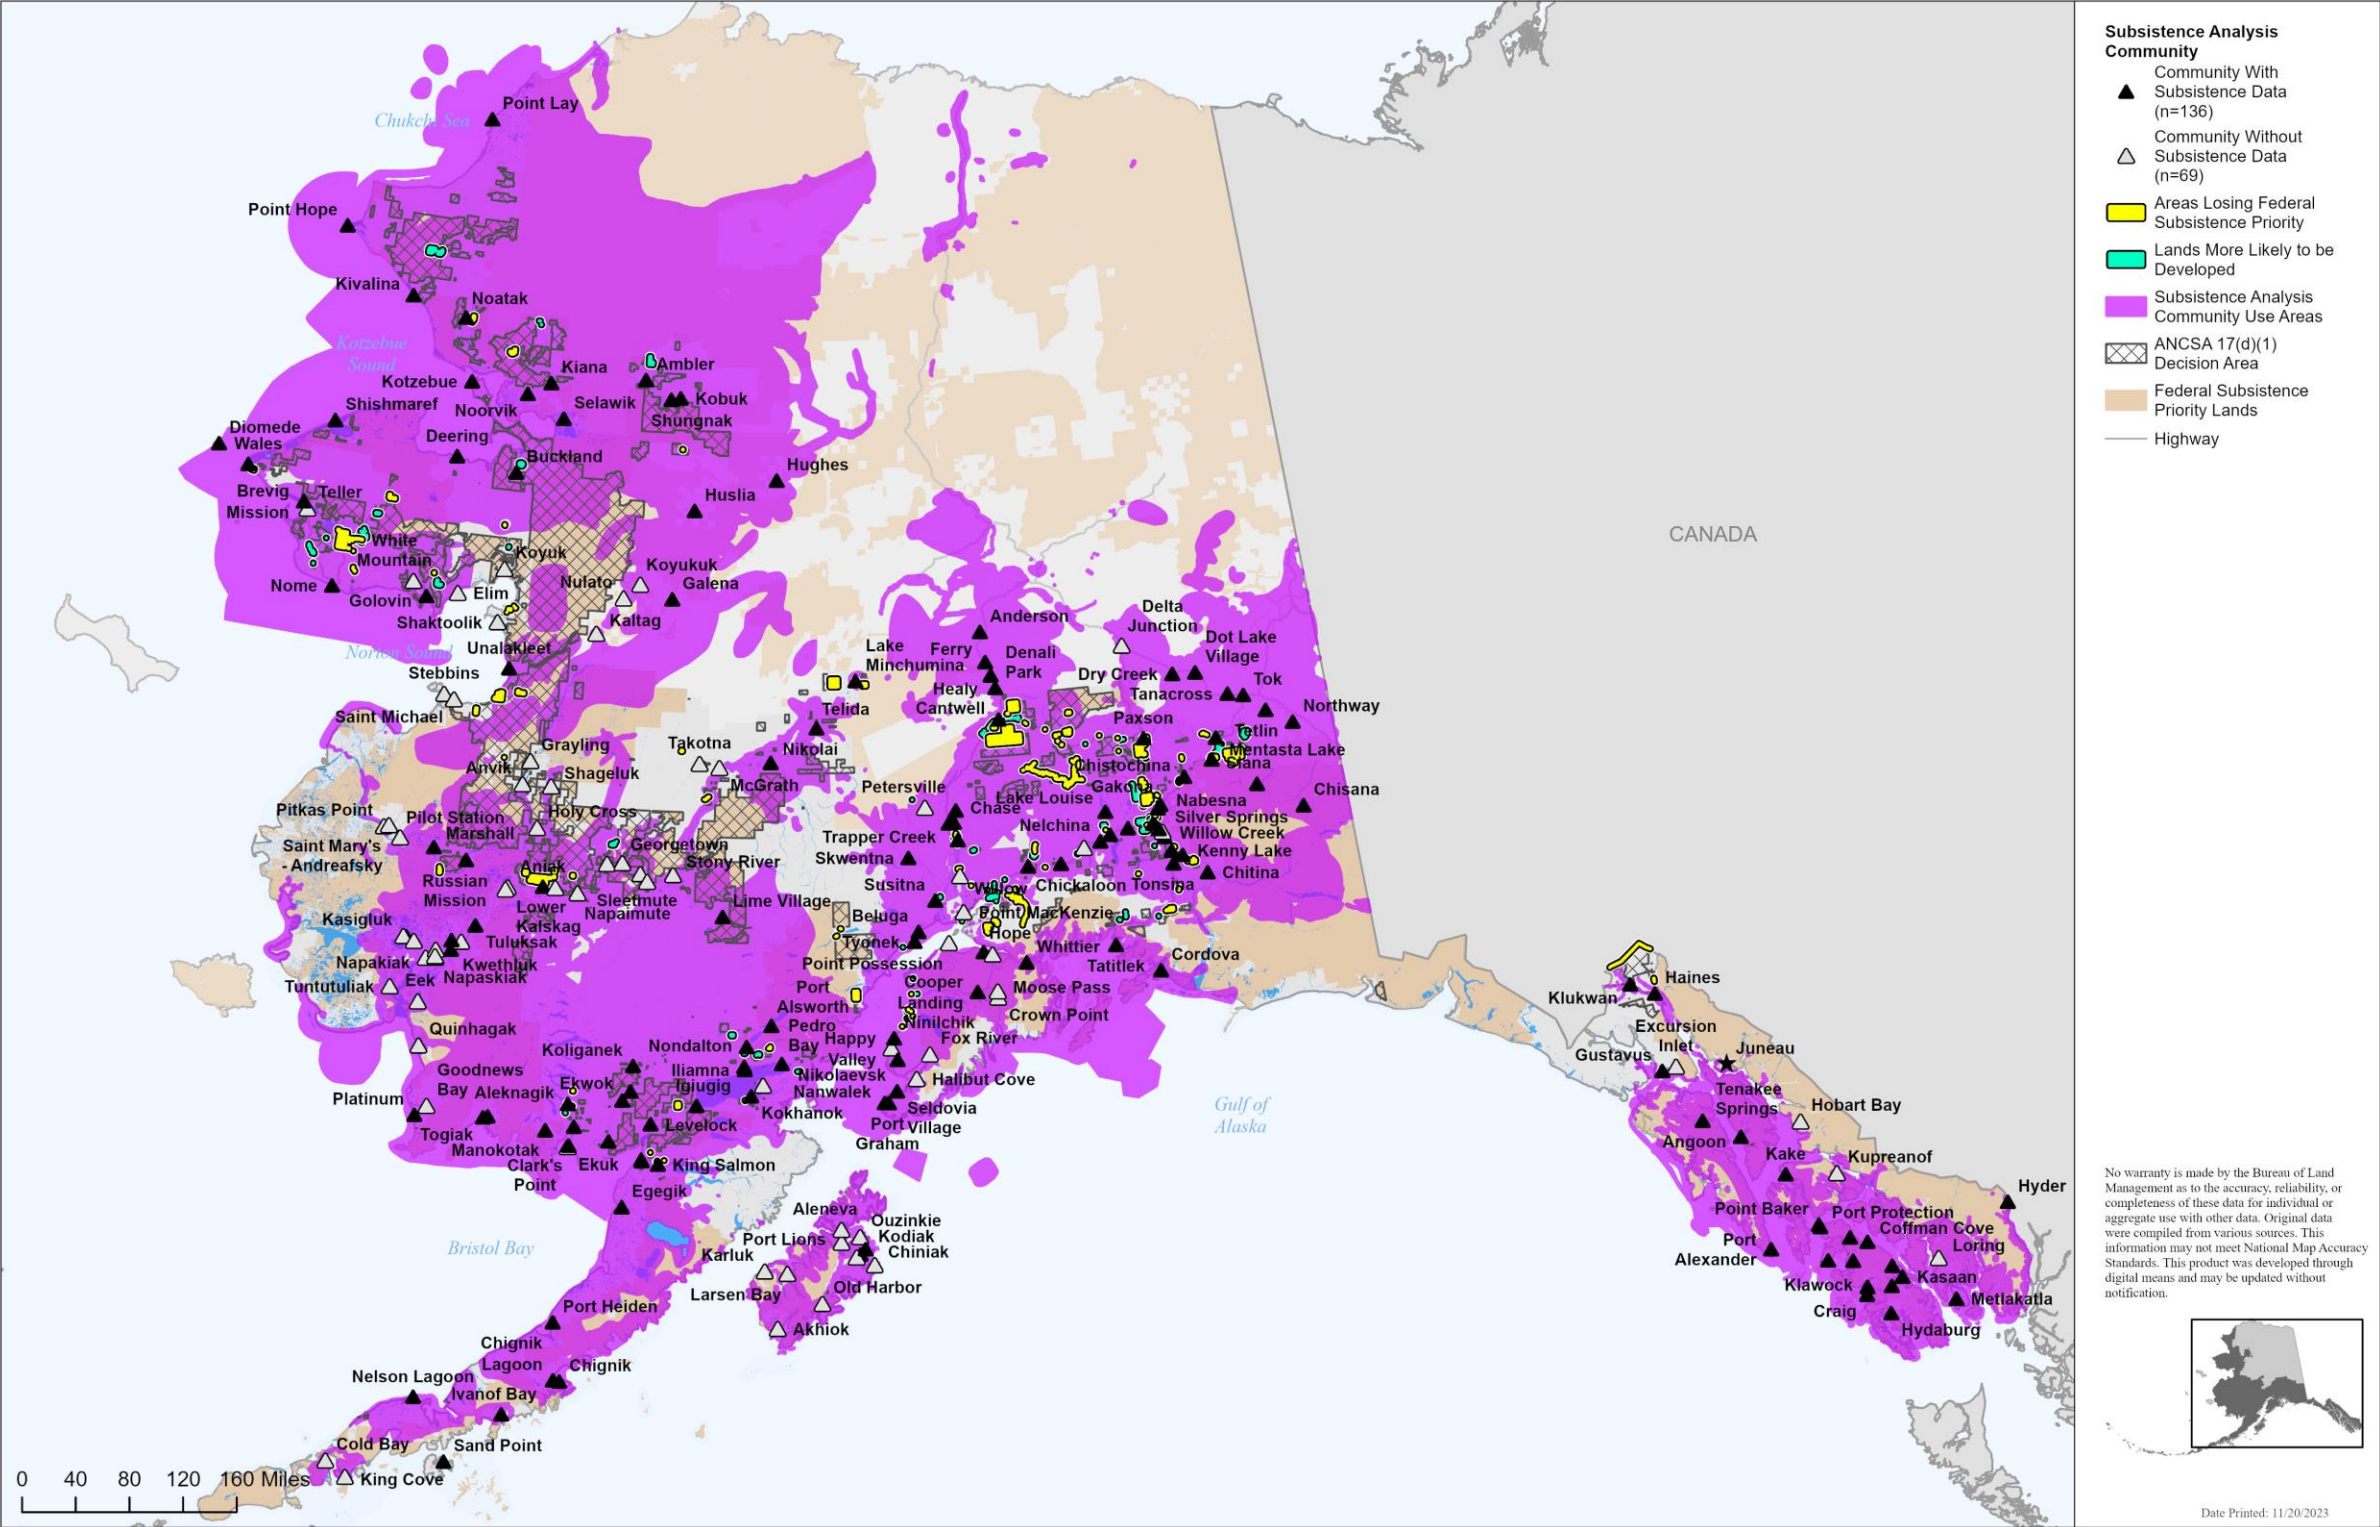 Subsistence Analysis
Community
Community With
Subsistence Data
(n=136)
Community Without
Subsistence Data
(n=69)
Areas Losing Federal
Subsistence Priority
Lands More Likely to be
Developed
Subsistence Analysis
Community Use Areas
ANCSA 17(d)(1)
Decision Area
Federal Subsistence
Priority Lands
Highway
Point Lay
Chukchi Sea
Point Hope
Kivalina
Noatak
Kotzebue
Sound
Kotzebue
Kiana
Ambler
Noorvik
Selawik
Kobuk
Shungnak
Shishmaref
Diomede
Wales
Deering
Buckland
Hughes
Huslia
Brevig
Mission
Teller
White
Mountain
Koyuk
Nome
Golovin
Elim
Nulato
Koyukuk
Galena
Shaktoolik
Kaltag
Norton Sound
Unalakleet
Stebbins
Saint Michael
CANADA
Anderson
Delta
Junction
Lake
Minchumina
Ferry
Denali
Park
Dot Lake
Village
Dry Creek
Healy
Tanacross
Tok
Cantwell
Northway
Telida
Paxson
Tetlin
Mentasta Lake
Slana
Grayling
Takotna
Nikolai
Anvik
Shageluk
McGrath
Chistochina
Petersville
Chase
Lake Louise
Gakona
Chisana
Nabesna
Pitkas Point
Pilot Station
Marshall
Holy Cross
Silver Springs
Trapper Creek
Nelchina
Willow Creek
Saint Mary's
- Andreafsky
Georgetown
Stony River
Skwentna
Kenny Lake
Aniak
Chitina
Russian
Mission
Susitna
Willow
Chickaloon
Tonsina
Lower
Kalskag
Sleetmute
Napaimute
Lime Village
Kasigluk
Beluga
Point MacKenzie
Hope
Tuluksak
Tyonek
Whittier
Napakiak
Kwethluk
Napaskiak
Point Possession
Tatitlek
Cordova
Tuntutuliak
Eek
Port
Alsworth
Cooper
Landing
Moose Pass
Crown Point
Quinhagak
Ninilchik
Pedro
Bay
Happy
Valley
Fox River
Koliganek
Nondalton
Iliamna
Nikolaevsk
Halibut Cove
Goodnews
Bay
Aleknagik
Ekwok
Igiugig
Nanwalek
Kokhanok
Seldovia
Village
Platinum
Togiak
Levelock
Port
Graham
Manokotak
Clark's
Point
Ekuk
King Salmon
Egegik
Bristol Bay
Gulf of
Alaska
Aleneva
Ouzinkie
Port Lions
Kodiak
Chiniak
Karluk
Larsen Bay
Old Harbor
Akhiok
Port Heiden
Chignik
Lagoon
Chignik
Nelson Lagoon
Ivanof Bay
Cold Bay
Sand Point
King Cove
Haines
Klukwan
Excursion
Inlet
Gustavus
Juneau
Tenakee
Springs
Hobart Bay
Angoon
Kake
Kupreanof
Hyder
Point Baker
Port Protection
Coffman Cove
Port
Alexander
Loring
Kasaan
Klawock
Craig
Metlakatla
Hydaburg
0 40 80 120 160 Miles
No warranty is made by the Bureau of Land
Management as to the accuracy, reliability, or
completeness of these data for individual or
aggregate use with other data. Original data
were compiled from various sources. This
information may not meet National Map Accuracy
Standards. This product was developed through
digital means and may be updated without
notification.
Date Printed: 11/20/2023